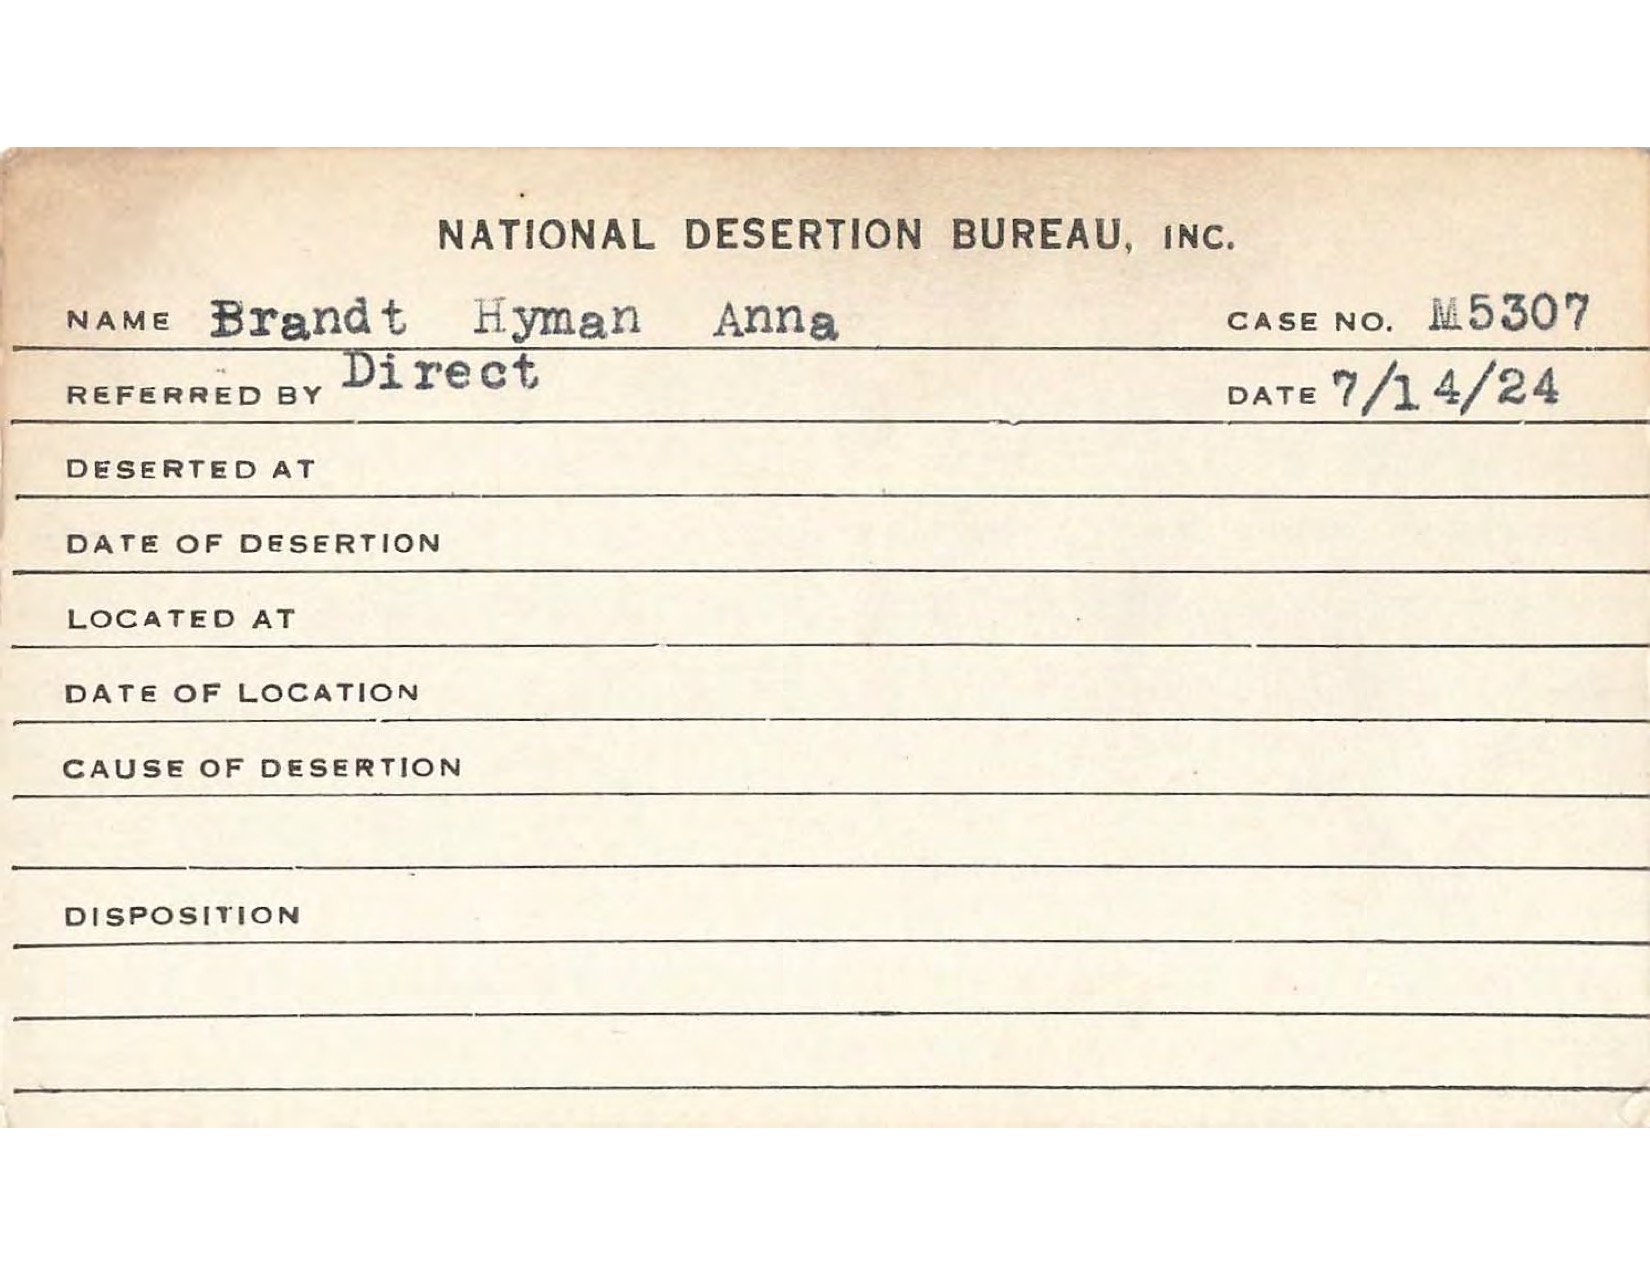 NATIONAL DESERTION BUREAU, INC.
NAME Brandt Hyman Anna CASE NO. M5307
REFERRED BY Direct DATE 7/14/24
DESERTED AT
DATE OF DESERTION
LOCATED AT
DATE OF LOCATION
CAUSE OF DESERTION
DISPOSITION